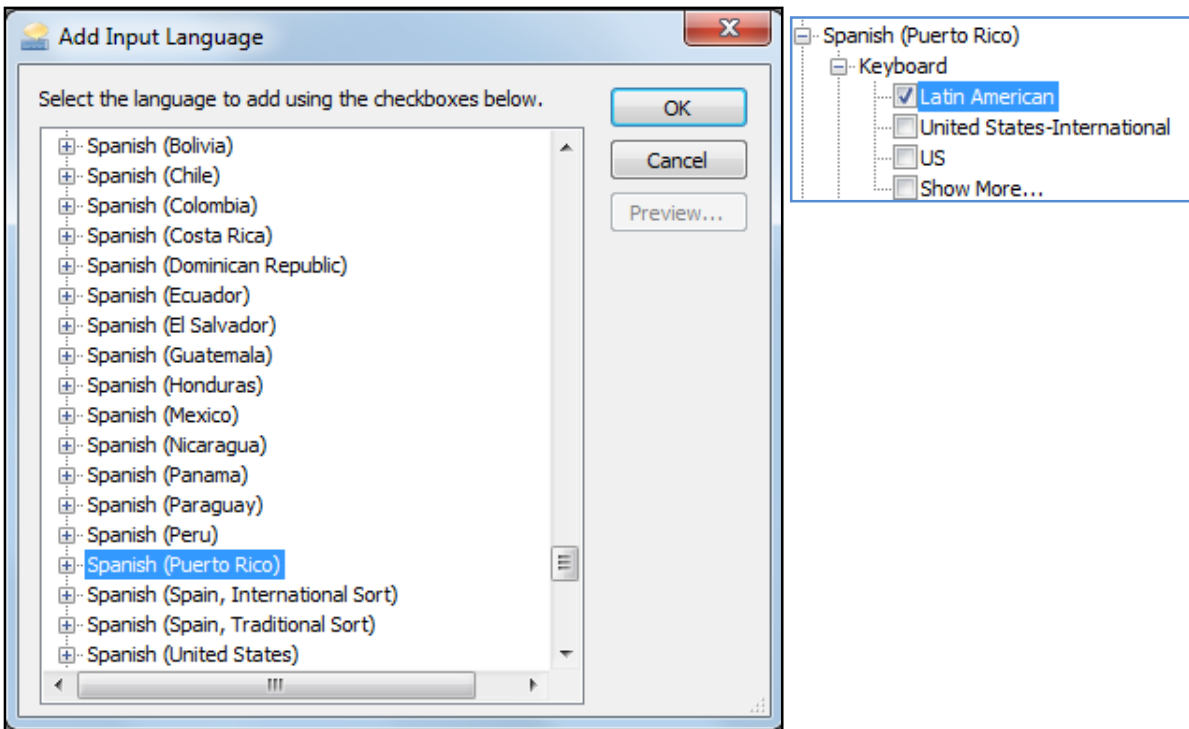 Add Input Language
Select the language to add using the checkboxes below.
Spanish (Bolivia)
Spanish (Chile)
Spanish (Colombia)
Spanish (Costa Rica)
Spanish (Dominican Republic)
Spanish (Ecuador)
Spanish (El Salvador)
Spanish (Guatemala)
Spanish (Honduras)
Spanish (Mexico)
Spanish (Nicaragua)
Spanish (Panama)
Spanish (Paraguay)
Spanish (Peru)
Spanish (Puerto Rico)
Spanish (Spain, International Sort)
Spanish (Spain, Traditional Sort)
Spanish (United States)
OK
Cancel
Preview...
Spanish (Puerto Rico)
Keyboard
Latin American
United States-International
US
Show More...